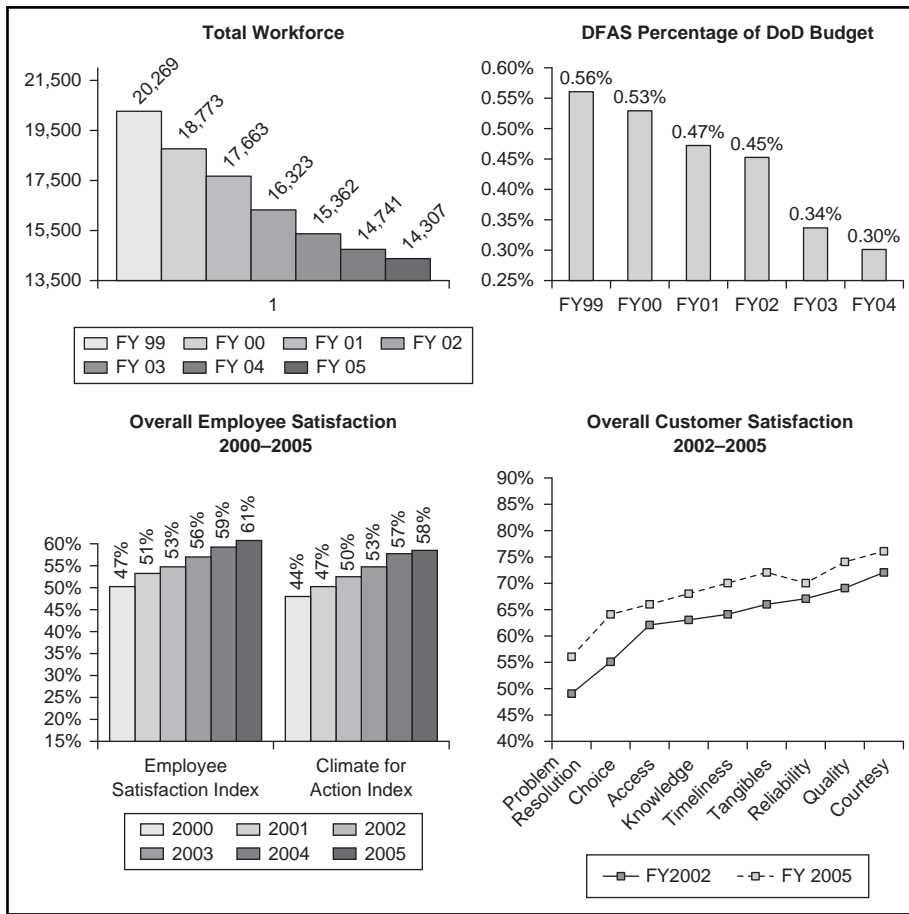 Total Workforce
21,500
19,500
17,500
15,500
13,500
20,269
18,773
17,663
16,323
15,362
14,741
14,307
1
FY 99 FY 00 FY 01 FY 02
FY 03 FY 04 FY 05
DFAS Percentage of DoD Budget
0.60%
0.55%
0.50%
0.45%
0.40%
0.35%
0.30%
0.25%
0.56%
0.53%
0.47%
0.45%
0.34%
0.30%
FY99 FY00 FY01 FY02 FY03 FY04
Overall Employee Satisfaction
2000–2005
60%
55%
50%
45%
40%
35%
30%
25%
20%
15%
47%
51%
53%
56%
59%
61%
44%
47%
50%
53%
57%
58%
Employee
Satisfaction Index
Climate for
Action Index
2000 2001 2002
2003 2004 2005
Overall Customer Satisfaction
2002–2005
90%
85%
80%
75%
70%
65%
60%
55%
50%
45%
40%
Problem
Resolution
Choice
Access
Knowledge
Timeliness
Tangibles
Reliability
Quality
Courtesy
FY2002 FY 2005